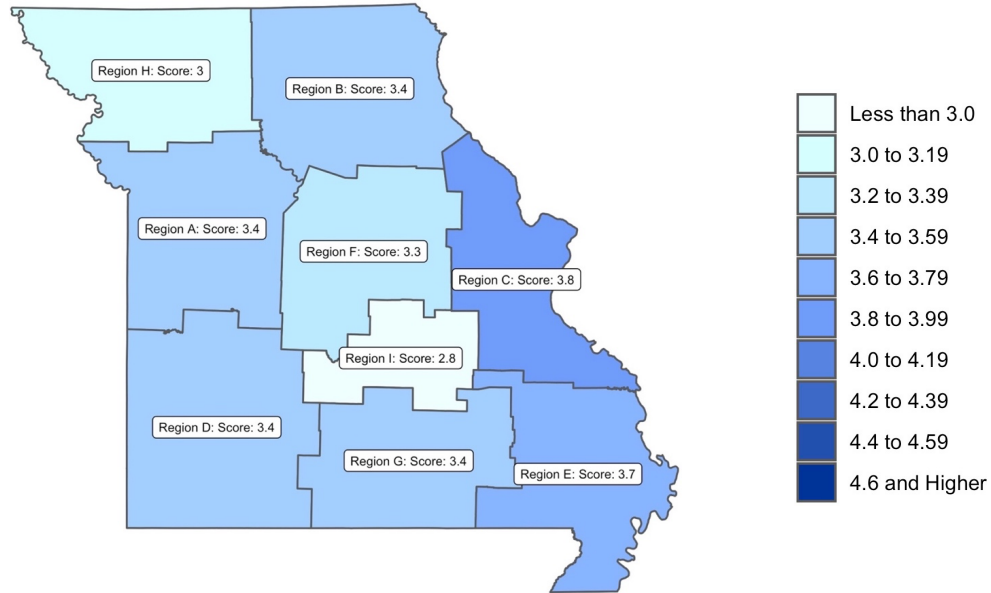 Region H: Score: 3
Region B: Score: 3.4
Region A: Score: 3.4
Region F: Score: 3.3
Region C: Score: 3.8
Region I: Score: 2.8
Region D: Score: 3.4
Region G: Score: 3.4
Region E: Score: 3.7
Less than 3.0
3.0 to 3.19
3.2 to 3.39
3.4 to 3.59
3.6 to 3.79
3.8 to 3.99
4.0 to 4.19
4.2 to 4.39
4.4 to 4.59
4.6 and Higher